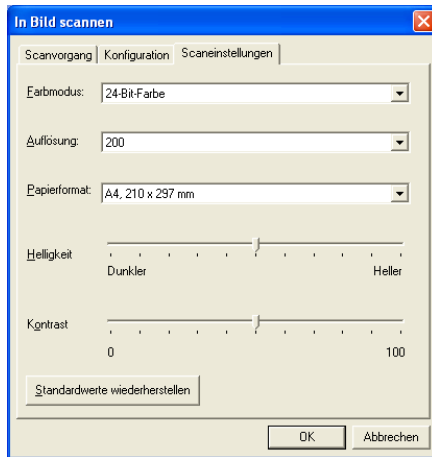 In Bild scannen
Scanvorgang Konfiguration Scaneinstellungen
Farbmodus: 24-Bit-Farbe
Auflösung: 200
Papierformat: A4, 210 x 297 mm
Helligkeit
Dunkler Heller
Kontrast
0 100
Standardwerte wiederherstellen
OK Abbrechen